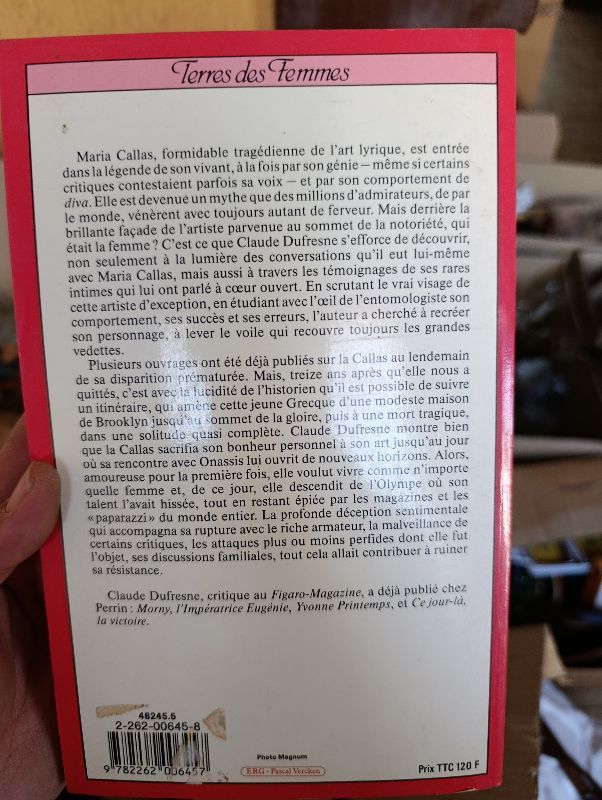 Terres des Femmes
Maria Callas, formidable tragédienne de l'art lyrique, est entrée
dans la légende de son vivant, à la fois par son génie – même si certains
critiques contestaient parfois sa voix – et par son comportement de
diva. Elle est devenue un mythe que des millions d'admirateurs, de par
le monde, vénèrent avec toujours autant de ferveur. Mais derrière la
brillante façade de l'artiste parvenue au sommet de la notoriété, qui
était la femme ? C'est ce que Claude Dufresne s'efforce de découvrir,
non seulement à la lumière des conversations qu'il eut lui-même
avec Maria Callas, mais aussi à travers les témoignages de ses rares
intimes qui lui ont parlé à cœur ouvert. En scrutant le vrai visage de
cette artiste d'exception, en étudiant avec l'œil de l'entomologiste son
comportement, ses succès et ses erreurs, l'auteur a cherché à recréer
son personnage, à lever le voile qui recouvre toujours les grandes
vedettes.
Plusieurs ouvrages ont été déjà publiés sur la Callas au lendemain
de sa disparition prématurée. Mais, treize ans après qu'elle nous a
quittés, c'est avec la lucidité de l'historien qu'il est possible de suivre
un itinéraire, qui amène cette jeune Grecque d'une modeste maison
de Brooklyn jusqu'au sommet de la gloire, puis à une mort tragique,
dans une solitude quasi complète. Claude Dufresne montre bien
que la Callas sacrifia son bonheur personnel à son art jusqu'au jour
où sa rencontre avec Onassis lui ouvrit de nouveaux horizons. Alors,
amoureuse pour la première fois, elle voulut vivre comme n'importe
quelle femme et, de ce jour, elle descendit de l'Olympe où son
talent l'avait hissée, tout en restant épiée par les magazines et les
«paparazzi» du monde entier. La profonde déception sentimentale
qui accompagna sa rupture avec le riche armateur, la malveillance de
certains critiques, les attaques plus ou moins perfides dont elle fut
l'objet, ses discussions familiales, tout cela allait contribuer à ruiner
sa résistance.
Claude Dufresne, critique au Figaro-Magazine, a déjà publié chez
Perrin : Morny, l'Impératrice Eugénie, Yvonne Printemps, et Ce jour-là,
la victoire.
48245.5
2-262-00645-8
9 782262 006457
Photo Magnum
ERG - Pascal Vercken
Prix TTC 120 F